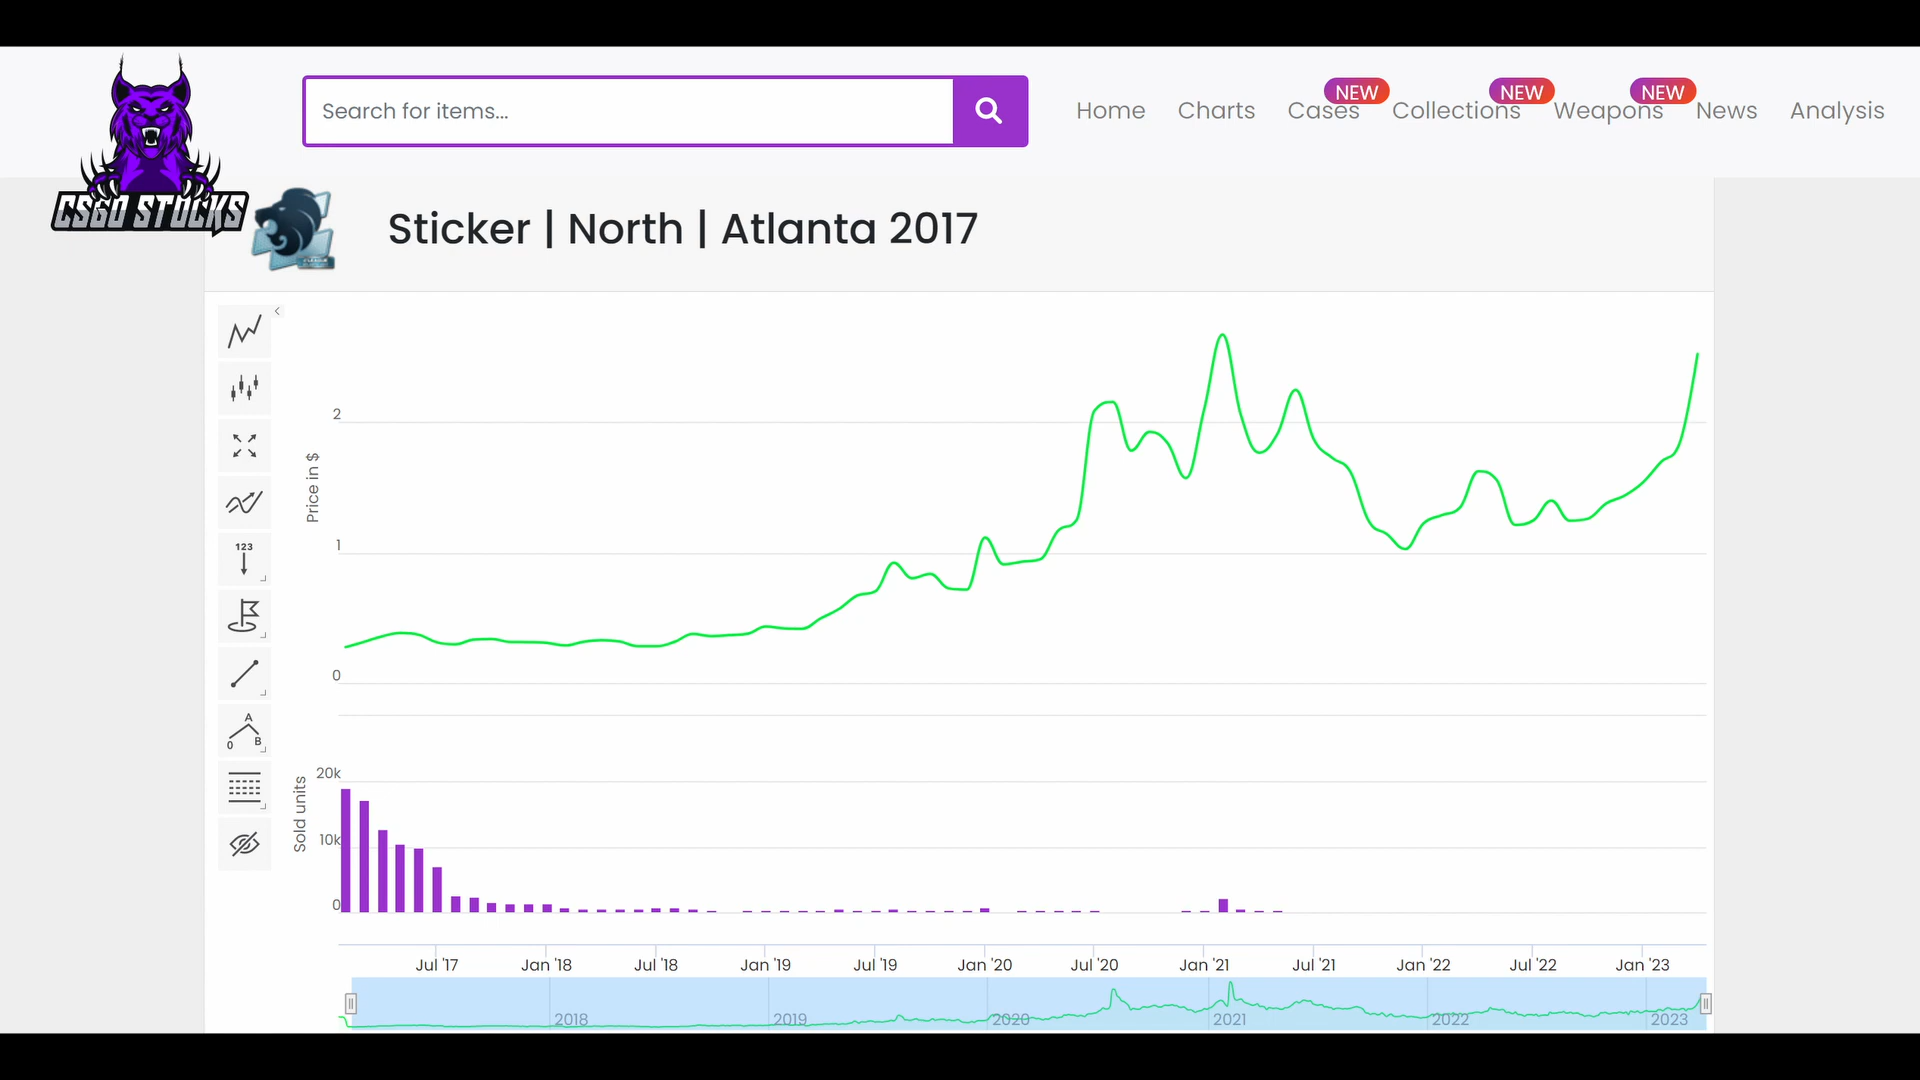 CSGO STOCKS
Search for items...
Home
Charts
Cases
NEW
Collections
NEW
Weapons
NEW
News
Analysis
Sticker | North | Atlanta 2017
123
A
0
B
Price in $
2
1
0
Sold units
20k
10k
0
Jul '17
Jan '18
Jul '18
Jan '19
Jul '19
Jan '20
Jul '20
Jan '21
Jul '21
Jan '22
Jul '22
Jan '23
2018
2019
2020
2021
2022
2023